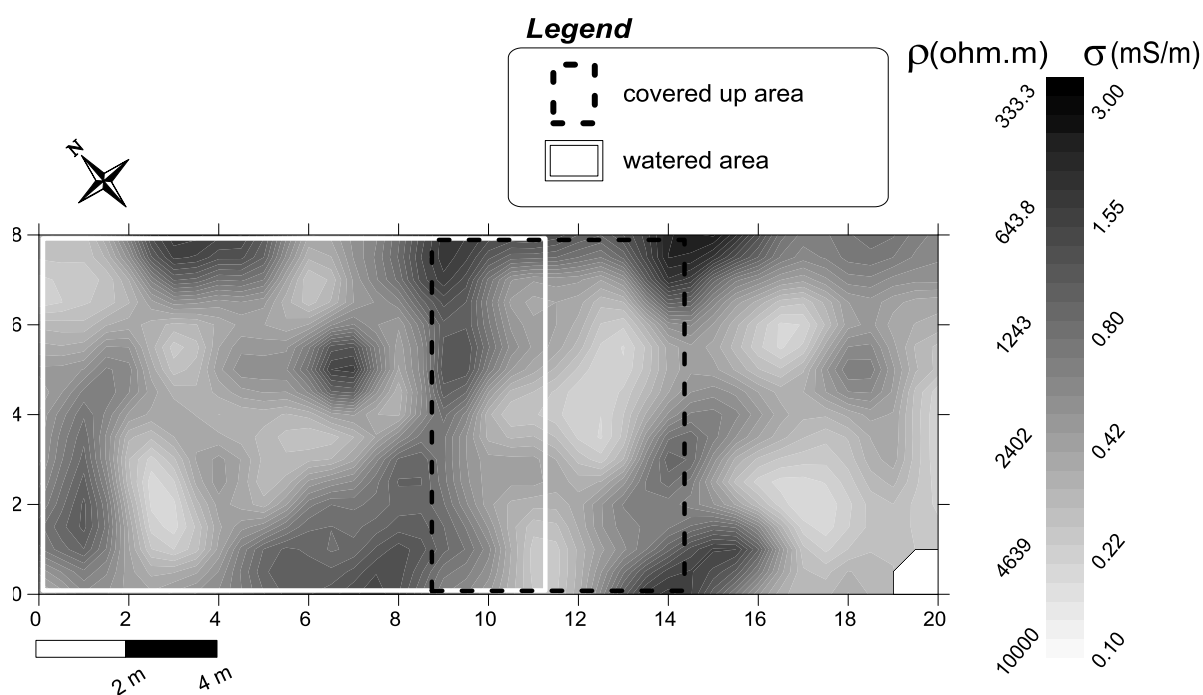 Legend
covered up area
watered area
ρ(ohm.m) σ(mS/m)
333.3 3.00
643.8 1.55
1243 0.80
2402 0.42
4639 0.22
10000 0.10
N
8
6
4
2
0
0 2 4 6 8 10 12 14 16 18 20
2 m 4 m